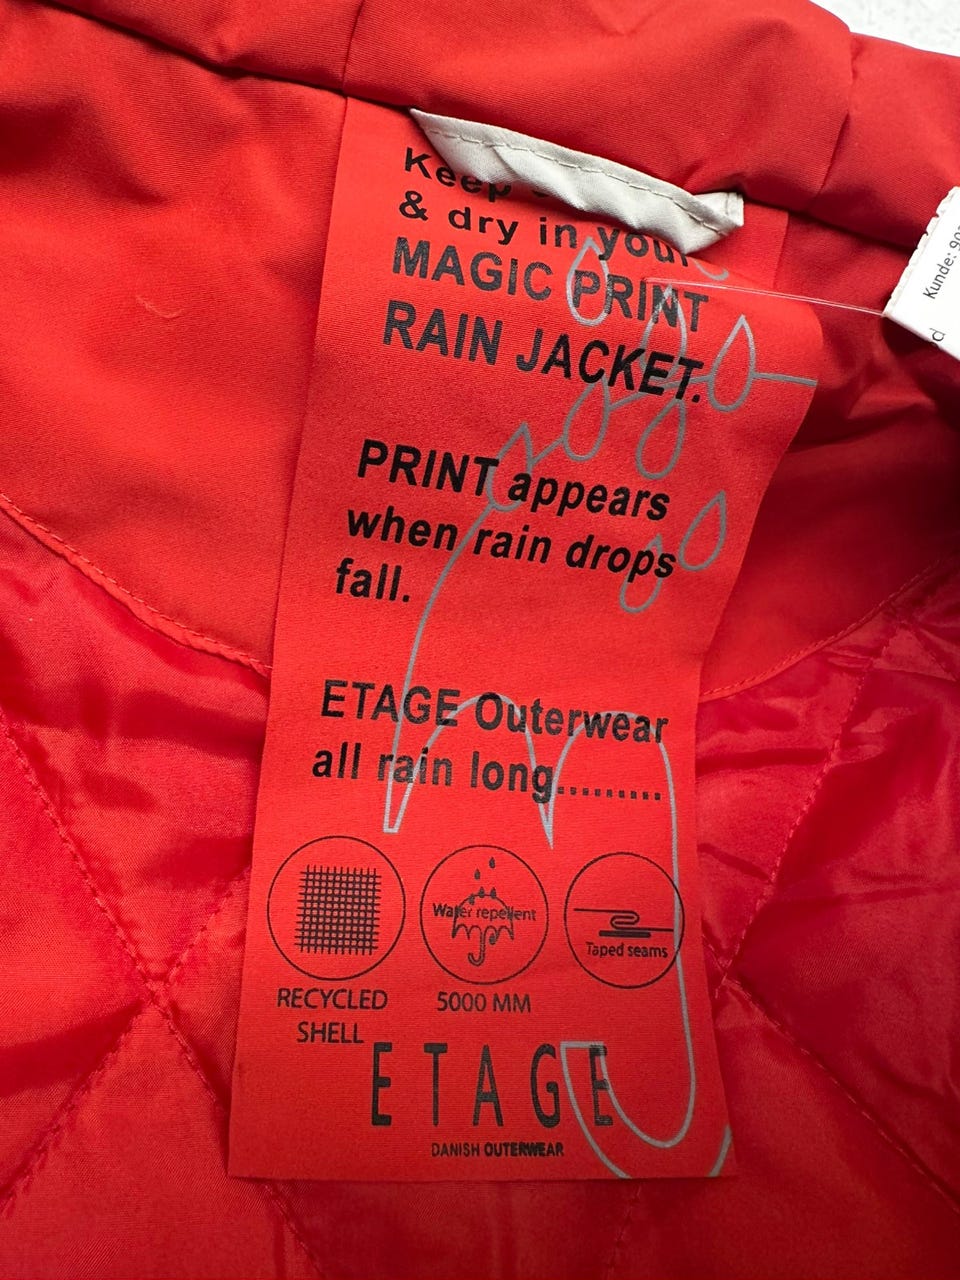 Keep
& dry in your
MAGIC PRINT
RAIN JACKET.
PRINT appears
when rain drops
fall.
ETAGE Outerwear
all rain long..........
Water repellent
Taped seams
RECYCLED
SHELL
5000 MM
ETAGE
DANISH OUTERWEAR
Kunde: